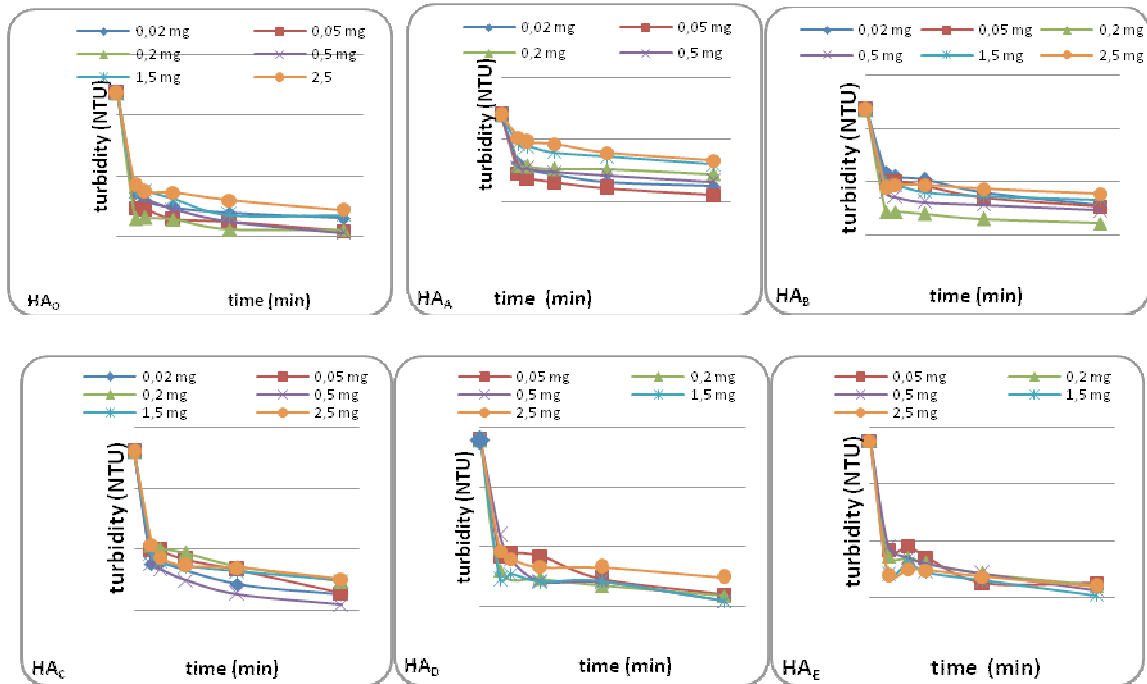 0,02 mg 0,05 mg
0,2 mg 0,5 mg
1,5 mg 2,5
turbidity (NTU)
HA₀ time (min)
0,02 mg 0,05 mg
0,2 mg 0,5 mg
turbidity (NTU)
HA_A time (min)
0,02 mg 0,05 mg 0,2 mg
0,5 mg 1,5 mg 2,5 mg
turbidity (NTU)
HA_B time (min)
0,02 mg 0,05 mg
0,2 mg 0,5 mg
1,5 mg 2,5 mg
turbidity (NTU)
HA_C time (min)
0,05 mg 0,2 mg
0,5 mg 1,5 mg
2,5 mg
turbidity (NTU)
HA_D time (min)
0,05 mg 0,2 mg
0,5 mg 1,5 mg
2,5 mg
turbidity (NTU)
HA_E time (min)